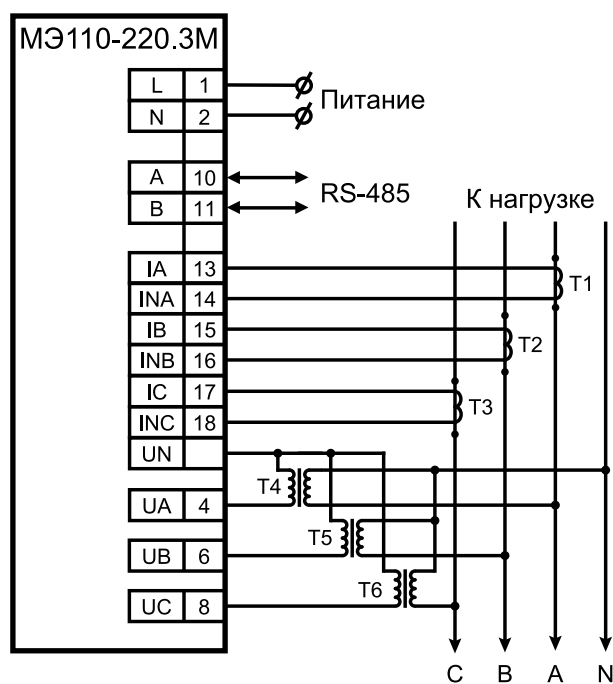 МЭ110-220.3М
L 1
N 2
Питание
A 10
B 11
RS-485
К нагрузке
IA 13
INA 14
T1
IB 15
INB 16
T2
IC 17
INC 18
T3
UN
T4
UA 4
T5
UB 6
T6
UC 8
C B A N